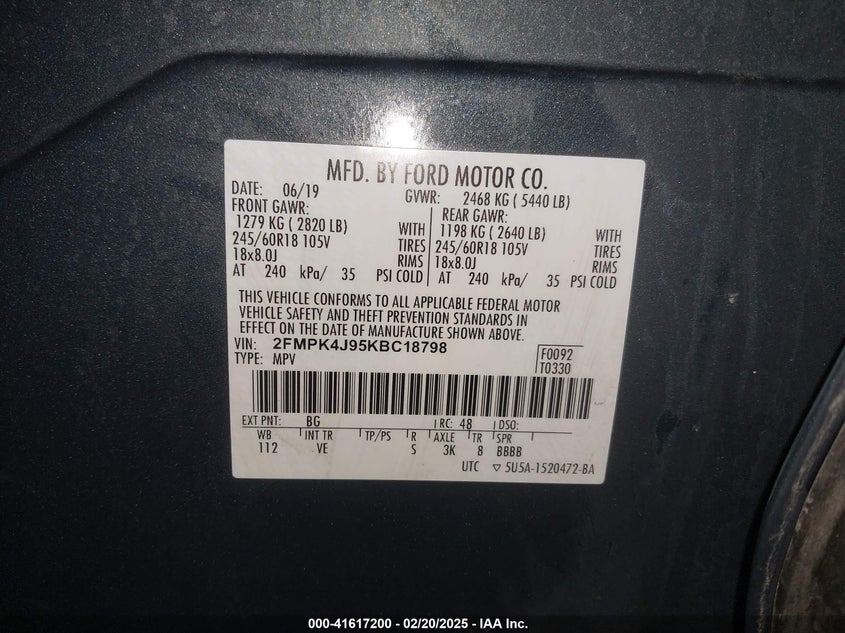 MFD. BY FORD MOTOR CO.
DATE: 06/19 GVWR: 2468 KG ( 5440 LB)
FRONT GAWR: REAR GAWR:
1279 KG ( 2820 LB) WITH 1198 KG ( 2640 LB) WITH
245/60R18 105V TIRES 245/60R18 105V TIRES
18x8.0J RIMS 18x8.0J RIMS
AT 240 kPa/ 35 PSI COLD AT 240 kPa/ 35 PSI COLD
THIS VEHICLE CONFORMS TO ALL APPLICABLE FEDERAL MOTOR
VEHICLE SAFETY AND THEFT PREVENTION STANDARDS IN
EFFECT ON THE DATE OF MANUFACTURE SHOWN ABOVE.
VIN: 2FMPK4J95KBC18798 F0092
TYPE: MPV T0330
EXT PNT: BG RC: 48 DSO:
WB INT TR TP/PS R AXLE TR SPR
112 VE S 3K 8 BBBB
UTC ▽ 5U5A-1520472-BA
000-41617200 - 02/20/2025 - IAA Inc.